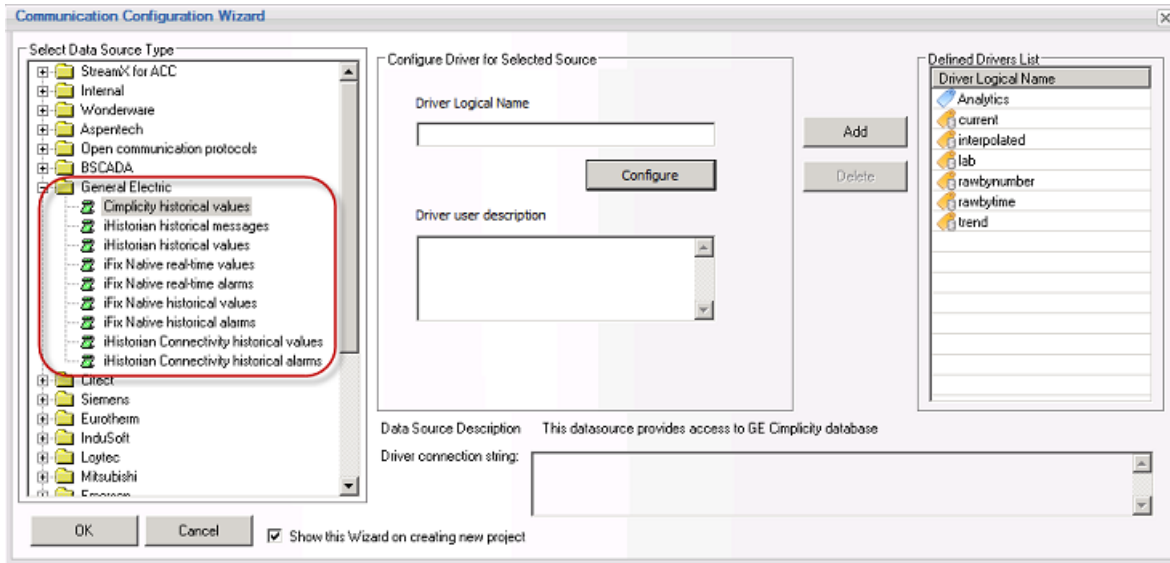 Communication Configuration Wizard
Select Data Source Type
StreamX for ACC
Internal
Wonderware
Aspentech
Open communication protocols
BSCADA
General Electric
Cimplicity historical values
iHistorian historical messages
iHistorian historical values
iFix Native real-time values
iFix Native real-time alarms
iFix Native historical values
iFix Native historical alarms
iHistorian Connectivity historical values
iHistorian Connectivity historical alarms
Citect
Siemens
Eurotherm
InduSoft
Loytec
Mitsubishi
Emerson
Configure Driver for Selected Source
Driver Logical Name
Configure
Driver user description
Add
Delete
Defined Drivers List
Driver Logical Name
Analytics
current
interpolated
lab
rawbynumber
rawbytime
trend
Data Source Description This datasource provides access to GE Cimplicity database
Driver connection string:
OK
Cancel
Show this Wizard on creating new project